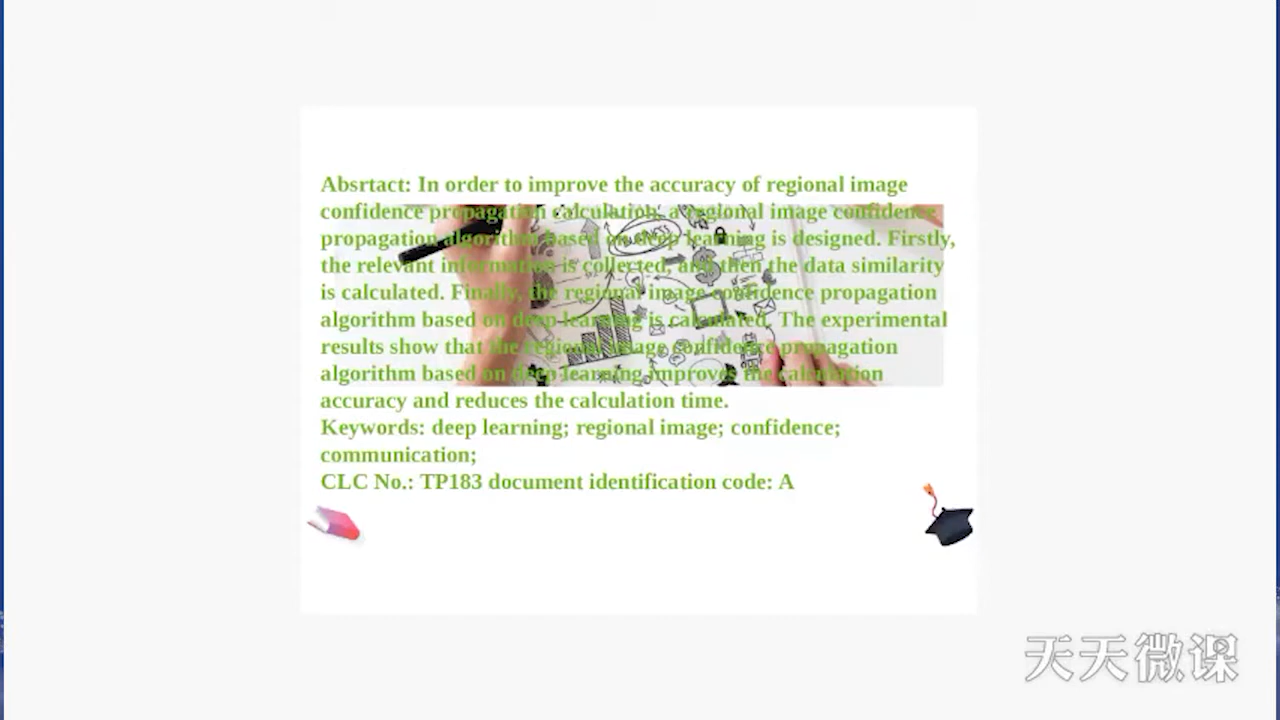 Absrtact: In order to improve the accuracy of regional image
confidence propagation calculation, a regional image confidence
propagation algorithm based on deep learning is designed. Firstly,
the relevant information is collected, and then the data similarity
is calculated. Finally, the regional image confidence propagation
algorithm based on deep learning is calculated. The experimental
results show that the regional image confidence propagation
algorithm based on deep learning improves the calculation
accuracy and reduces the calculation time.
Keywords: deep learning; regional image; confidence;
communication;
CLC No.: TP183 document identification code: A
天天微课